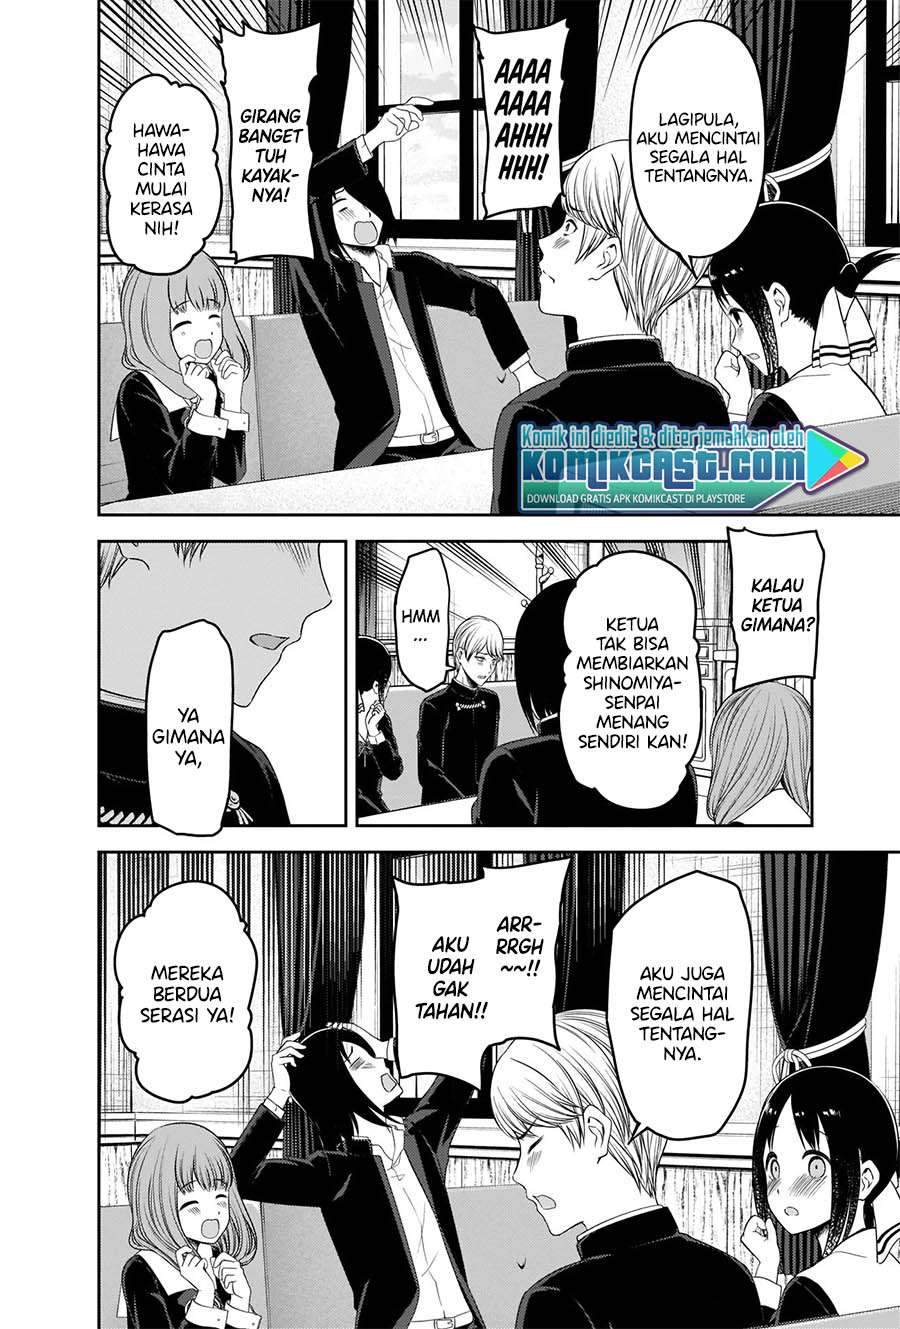 LAGIPULA,
AKU MENCINTAI
SEGALA HAL
TENTANGNYA.
AAAA
AAAA
AHHH
HHH!
GIRANG
BANGET
TUH
KAYAK-
NYA!
HAWA-
HAWA
CINTA
MULAI
KERASA
NIH!
Komik ini diedit & diterjemahkan oleh
KOMIKCAST.COM
DOWNLOAD GRATIS APK KOMIKCAST DI PLAYSTORE
KALAU
KETUA
GIMANA?
KETUA
TAK BISA
MEMBIARKAN
SHINOMIYA-
SENPAI
MENANG
SENDIRI KAN!
HMM
...
YA
GIMANA
YA,
AKU JUGA
MENCINTAI
SEGALA HAL
TENTANG-
NYA.
ARR-
RRGH
~~!!
AKU
UDAH
GAK
TAHAN!!
MEREKA
BERDUA
SERASI YA!